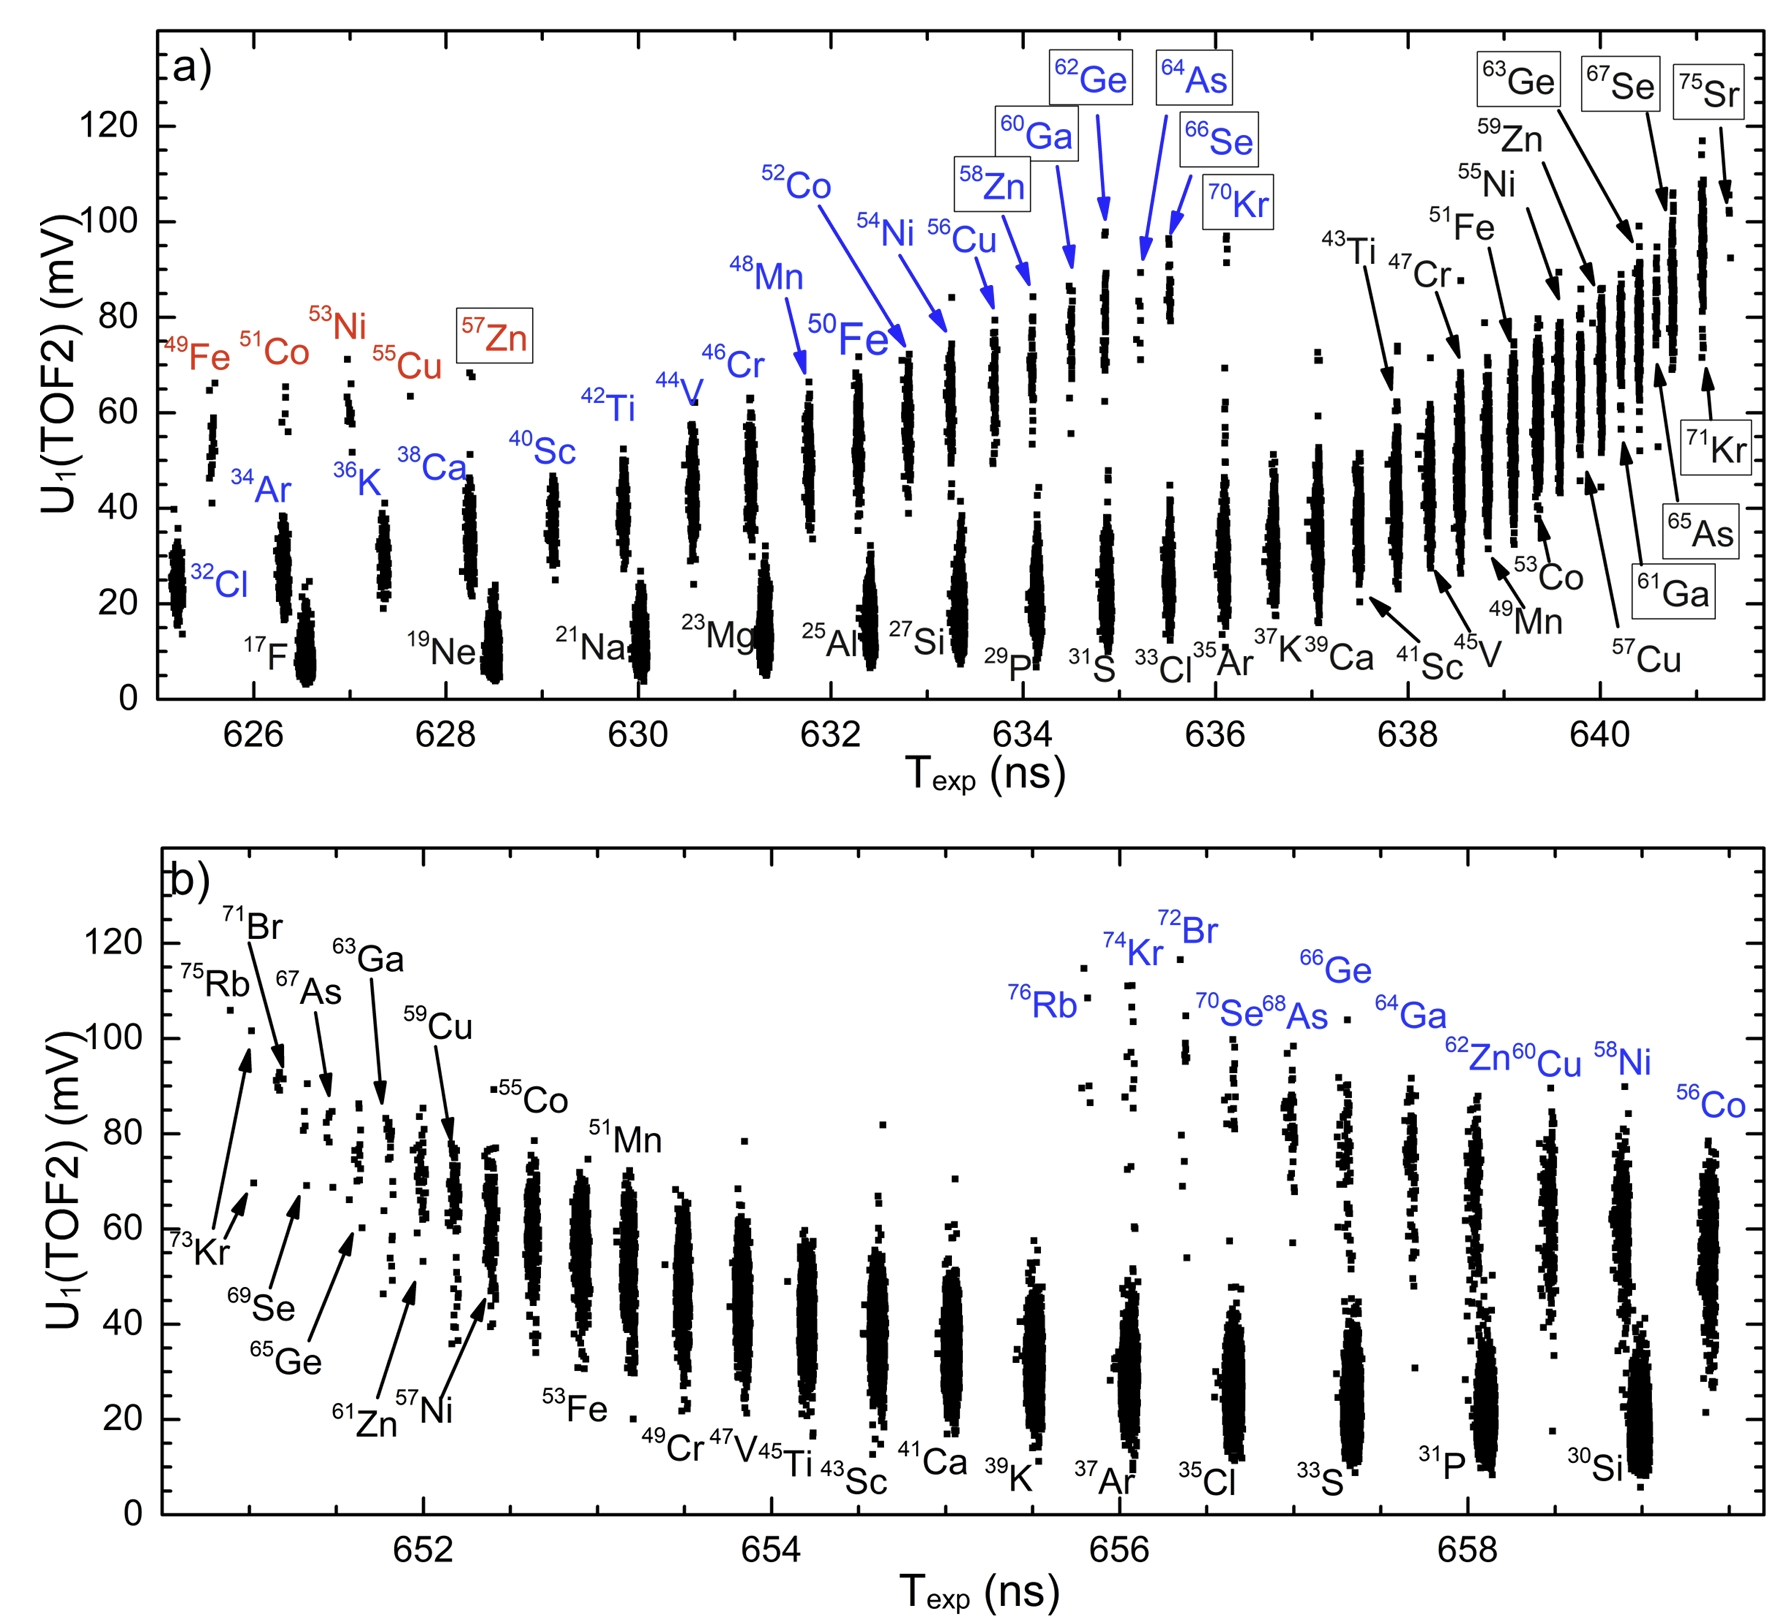 a)
U₁(TOF2) (mV)
120
100
80
60
40
20
0
⁶²Ge
⁶⁴As
⁶³Ge
⁶⁷Se
⁷⁵Sr
⁶⁰Ga
⁶⁶Se
⁵⁹Zn
⁵²Co
⁵⁸Zn
⁷⁰Kr
⁵⁵Ni
⁵⁴Ni
⁵⁶Cu
⁵¹Fe
⁴⁸Mn
⁴³Ti
⁴⁷Cr
⁴⁹Fe
⁵¹Co
⁵³Ni
⁵⁵Cu
⁵⁷Zn
⁵⁰Fe
⁴⁶Cr
⁴⁴V
⁴²Ti
⁴⁰Sc
³⁸Ca
³⁶K
³⁴Ar
³²Cl
⁷¹Kr
⁶⁵As
⁶¹Ga
⁵³Co
⁴⁹Mn
⁵⁷Cu
¹⁷F
¹⁹Ne
²¹Na
²³Mg
²⁵Al
²⁷Si
²⁹P
³¹S
³³Cl
³⁵Ar
³⁷K
³⁹Ca
⁴¹Sc
⁴⁵V
626
628
630
632
634
636
638
640
T exp (ns)
b)
U₁(TOF2) (mV)
120
100
80
60
40
20
0
⁷¹Br
⁷⁵Rb
⁶⁷As
⁶³Ga
⁵⁹Cu
⁵⁵Co
⁵¹Mn
⁷⁶Rb
⁷⁴Kr
⁷²Br
⁷⁰Se
⁶⁸As
⁶⁶Ge
⁶⁴Ga
⁶²Zn
⁶⁰Cu
⁵⁸Ni
⁵⁶Co
⁷³Kr
⁶⁹Se
⁶⁵Ge
⁶¹Zn
⁵⁷Ni
⁵³Fe
⁴⁹Cr
⁴⁷V
⁴⁵Ti
⁴³Sc
⁴¹Ca
³⁹K
³⁷Ar
³⁵Cl
³³S
³¹P
³⁰Si
652
654
656
658
T exp (ns)